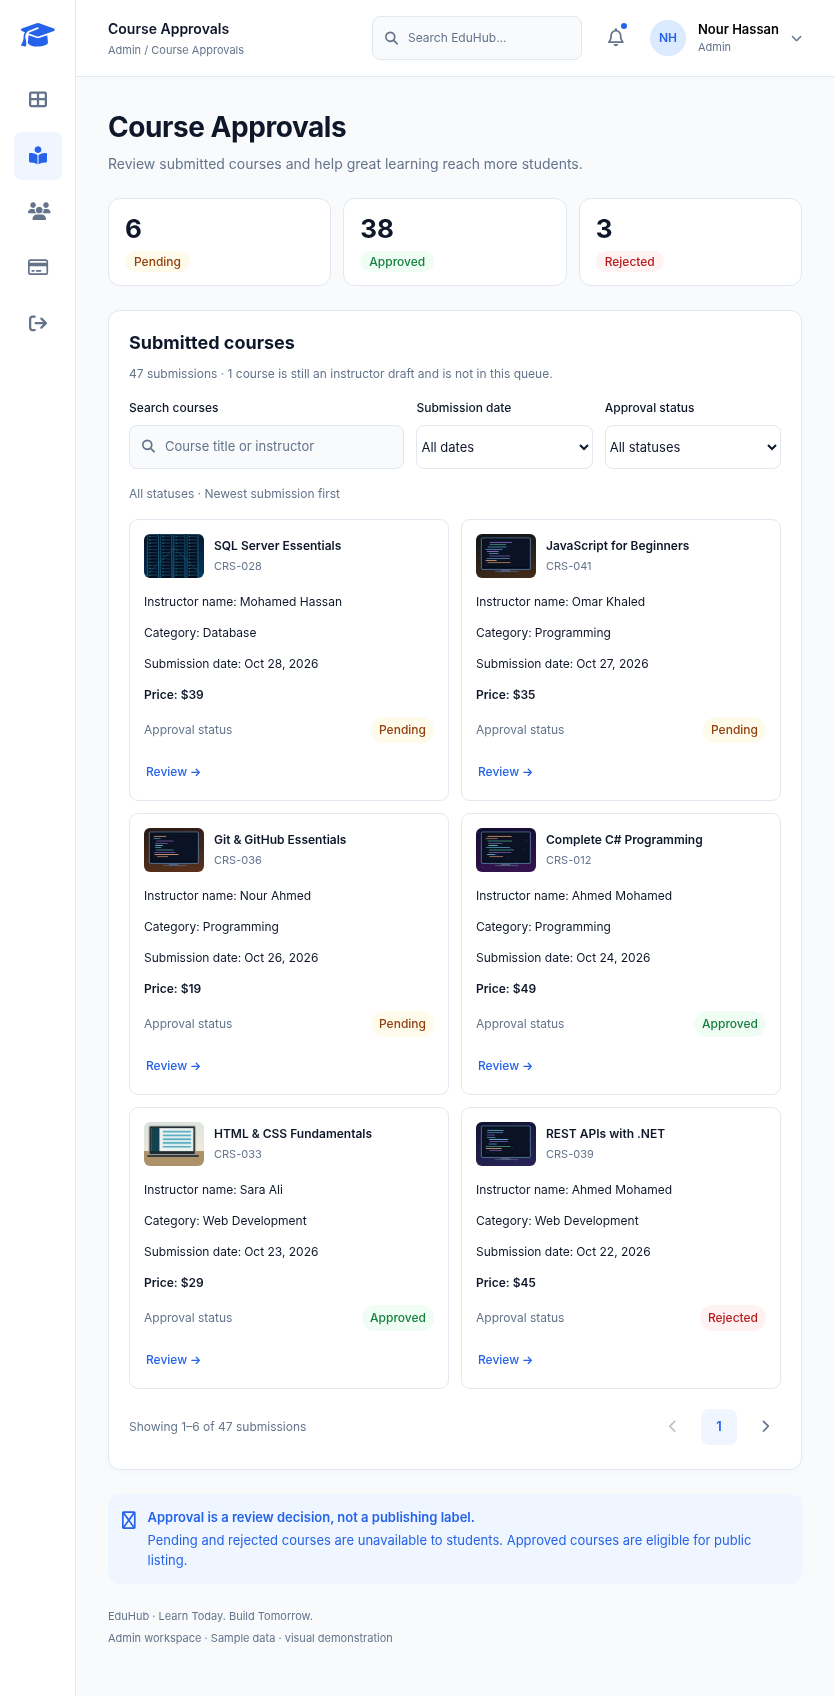 Course Approvals
Admin / Course Approvals
Search EduHub...
NH
Nour Hassan
Admin
Course Approvals
Review submitted courses and help great learning reach more students.
6
Pending
38
Approved
3
Rejected
Submitted courses
47 submissions · 1 course is still an instructor draft and is not in this queue.
Search courses
Course title or instructor
Submission date
All dates
Approval status
All statuses
All statuses · Newest submission first
SQL Server Essentials
CRS-028
Instructor name: Mohamed Hassan
Category: Database
Submission date: Oct 28, 2026
Price: $39
Approval status
Pending
Review →
JavaScript for Beginners
CRS-041
Instructor name: Omar Khaled
Category: Programming
Submission date: Oct 27, 2026
Price: $35
Approval status
Pending
Review →
Git & GitHub Essentials
CRS-036
Instructor name: Nour Ahmed
Category: Programming
Submission date: Oct 26, 2026
Price: $19
Approval status
Pending
Review →
Complete C# Programming
CRS-012
Instructor name: Ahmed Mohamed
Category: Programming
Submission date: Oct 24, 2026
Price: $49
Approval status
Approved
Review →
HTML & CSS Fundamentals
CRS-033
Instructor name: Sara Ali
Category: Web Development
Submission date: Oct 23, 2026
Price: $29
Approval status
Approved
Review →
REST APIs with .NET
CRS-039
Instructor name: Ahmed Mohamed
Category: Web Development
Submission date: Oct 22, 2026
Price: $45
Approval status
Rejected
Review →
Showing 1–6 of 47 submissions
1
Approval is a review decision, not a publishing label.
Pending and rejected courses are unavailable to students. Approved courses are eligible for public
listing.
EduHub · Learn Today. Build Tomorrow.
Admin workspace · Sample data · visual demonstration